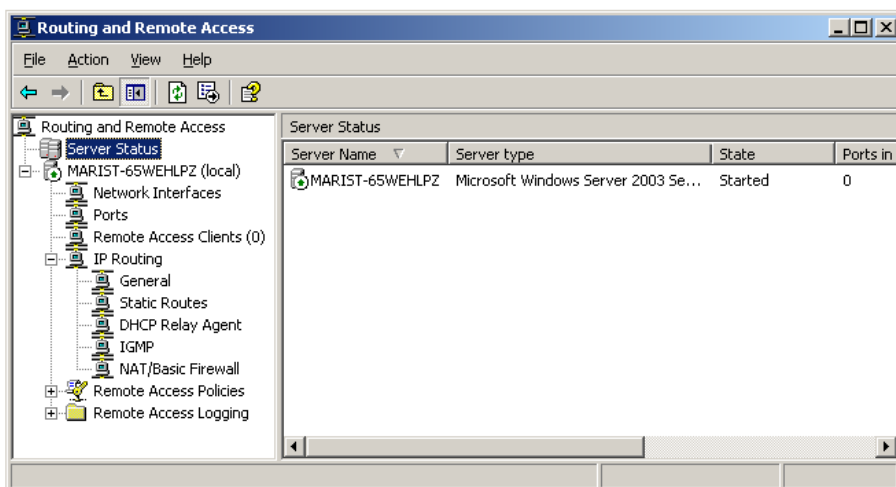 Routing and Remote Access
File Action View Help
Routing and Remote Access
Server Status
MARIST-65WEHLPZ (local)
Network Interfaces
Ports
Remote Access Clients (0)
IP Routing
General
Static Routes
DHCP Relay Agent
IGMP
NAT/Basic Firewall
Remote Access Policies
Remote Access Logging
Server Status
Server Name Server type State Ports in
MARIST-65WEHLPZ Microsoft Windows Server 2003 Se... Started 0